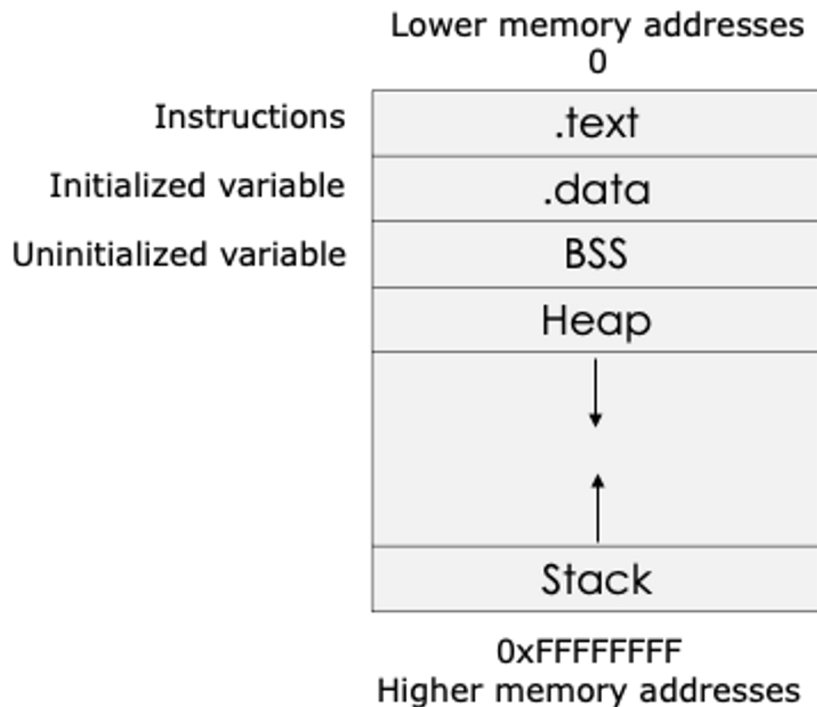 Lower memory addresses
0
Instructions
.text
Initialized variable
.data
Uninitialized variable
BSS
Heap
Stack
0xFFFFFFFF
Higher memory addresses